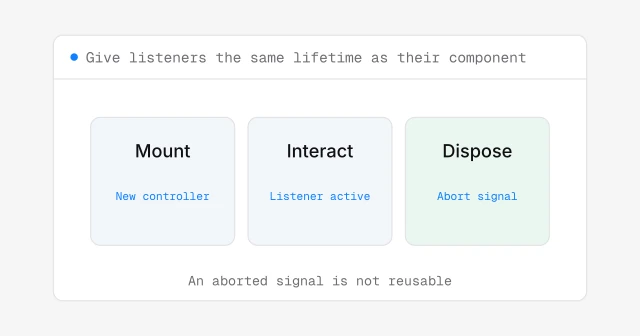 Give listeners the same lifetime as their component
Mount
New controller
Interact
Listener active
Dispose
Abort signal
An aborted signal is not reusable